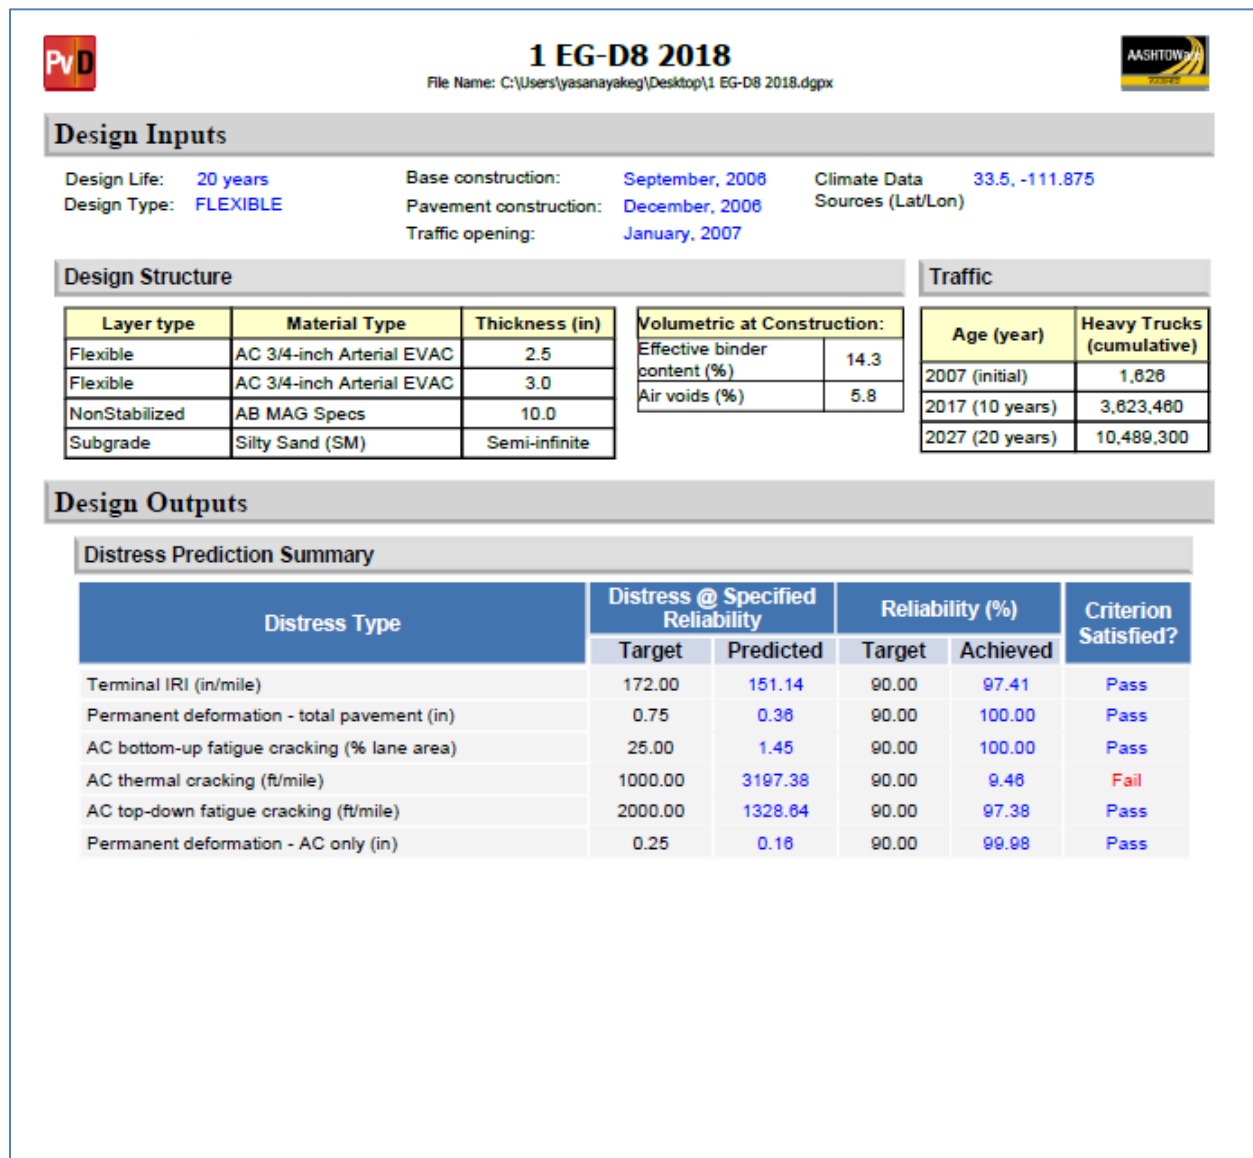 PvD
1 EG-D8 2018
AASHTOWare
File Name: C:\Users\yasanayakeg\Desktop\1 EG-D8 2018.dgpx
Design Inputs
Design Life: 20 years Base construction: September, 2006 Climate Data 33.5, -111.875
Design Type: FLEXIBLE Pavement construction: December, 2006 Sources (Lat/Lon)
Traffic opening: January, 2007
Design Structure
Layer type Material Type Thickness (in)
Flexible AC 3/4-inch Arterial EVAC 2.5
Flexible AC 3/4-inch Arterial EVAC 3.0
NonStabilized AB MAG Specs 10.0
Subgrade Silty Sand (SM) Semi-infinite
Volumetric at Construction:
Effective binder
content (%) 14.3
Air voids (%) 5.8
Traffic
Age (year) Heavy Trucks
(cumulative)
2007 (initial) 1,626
2017 (10 years) 3,623,460
2027 (20 years) 10,489,300
Design Outputs
Distress Prediction Summary
Distress Type Distress @ Specified
Reliability Reliability (%) Criterion
Satisfied?
Target Predicted Target Achieved
Terminal IRI (in/mile) 172.00 151.14 90.00 97.41 Pass
Permanent deformation - total pavement (in) 0.75 0.36 90.00 100.00 Pass
AC bottom-up fatigue cracking (% lane area) 25.00 1.45 90.00 100.00 Pass
AC thermal cracking (ft/mile) 1000.00 3197.38 90.00 9.46 Fail
AC top-down fatigue cracking (ft/mile) 2000.00 1328.64 90.00 97.38 Pass
Permanent deformation - AC only (in) 0.25 0.16 90.00 99.98 Pass